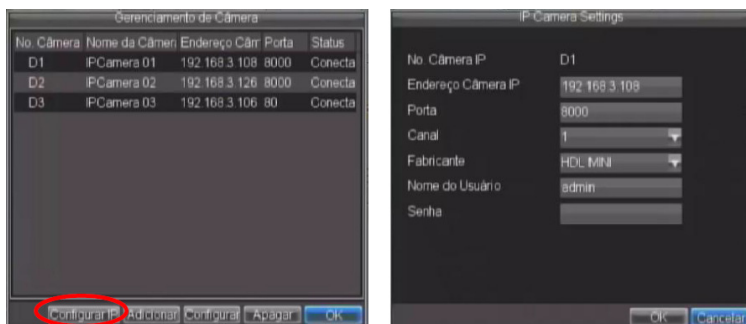 Gerenciamento de Câmera
No. Câmera Nome da Câmer Endereço Câm Porta Status
D1 IPCamera 01 192.168.3.108 8000 Conecta
D2 IPCamera 02 192.168.3.126 8000 Conecta
D3 IPCamera 03 192.168.3.106 80 Conecta
Configurar IP Adicionar Configurar Apagar OK
IP Camera Settings
No. Câmera IP D1
Endereço Câmera IP 192.168.3.108
Porta 8000
Canal 1
Fabricante HDL MINI
Nome do Usuário admin
Senha
OK Cancelar